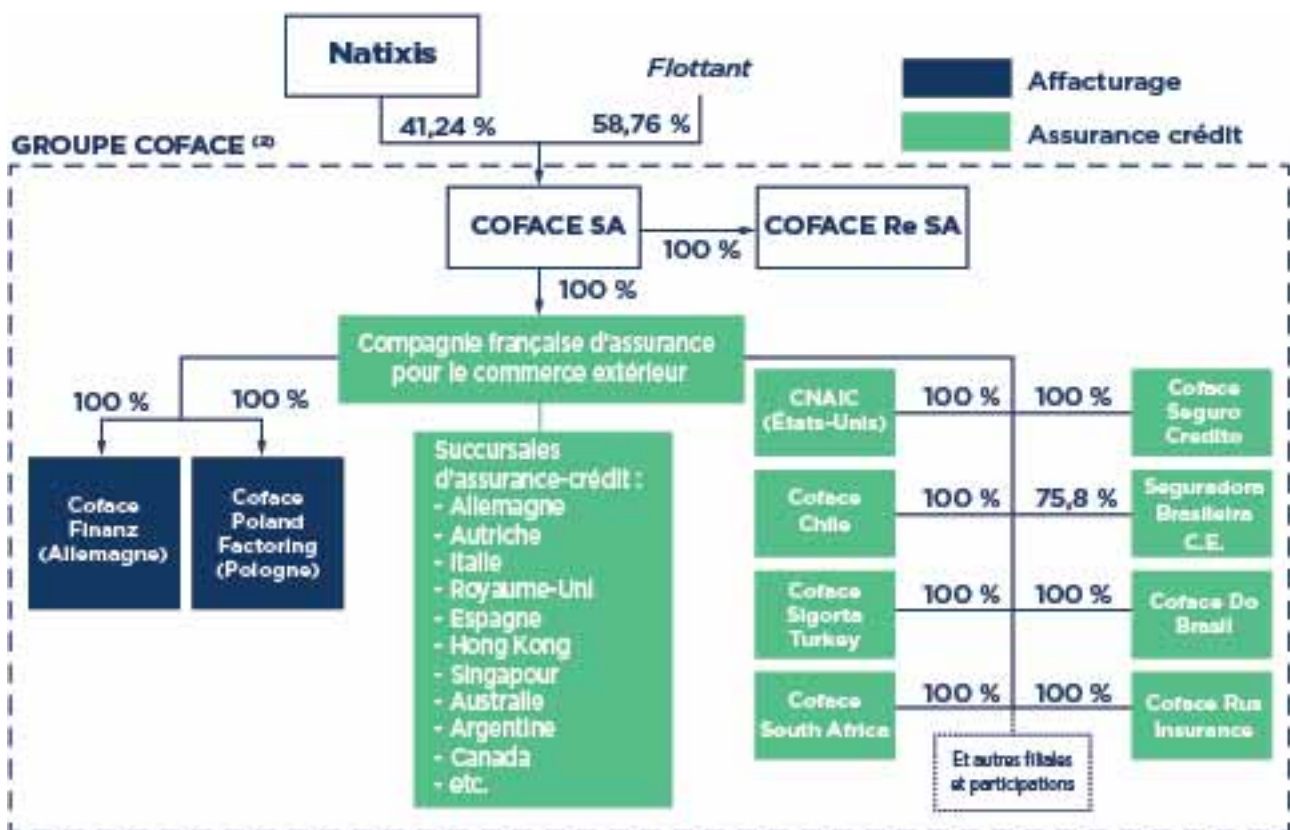 Natixis
Flottant
Affacturage
Assurance crédit
41,24 %
58,76 %
GROUPE COFACE (2)
COFACE SA
100 %
COFACE Re SA
100 %
Compagnie française d'assurance
pour le commerce extérieur
100 %
100 %
Coface
Finanz
(Allemagne)
Coface
Poland
Factoring
(Pologne)
Succursales
d'assurance-crédit :
- Allemagne
- Autriche
- Italie
- Royaume-Uni
- Espagne
- Hong Kong
- Singapour
- Australie
- Argentine
- Canada
- etc.
CNAIC
(États-Unis)
100 %
100 %
Coface
Seguro
Credito
Coface
Chile
100 %
75,8 %
Seguradora
Brasileira
C.E.
Coface
Sigorta
Turkey
100 %
100 %
Coface Do
Brasil
Coface
South Africa
100 %
100 %
Coface Rus
Insurance
Et autres filiales
et participations